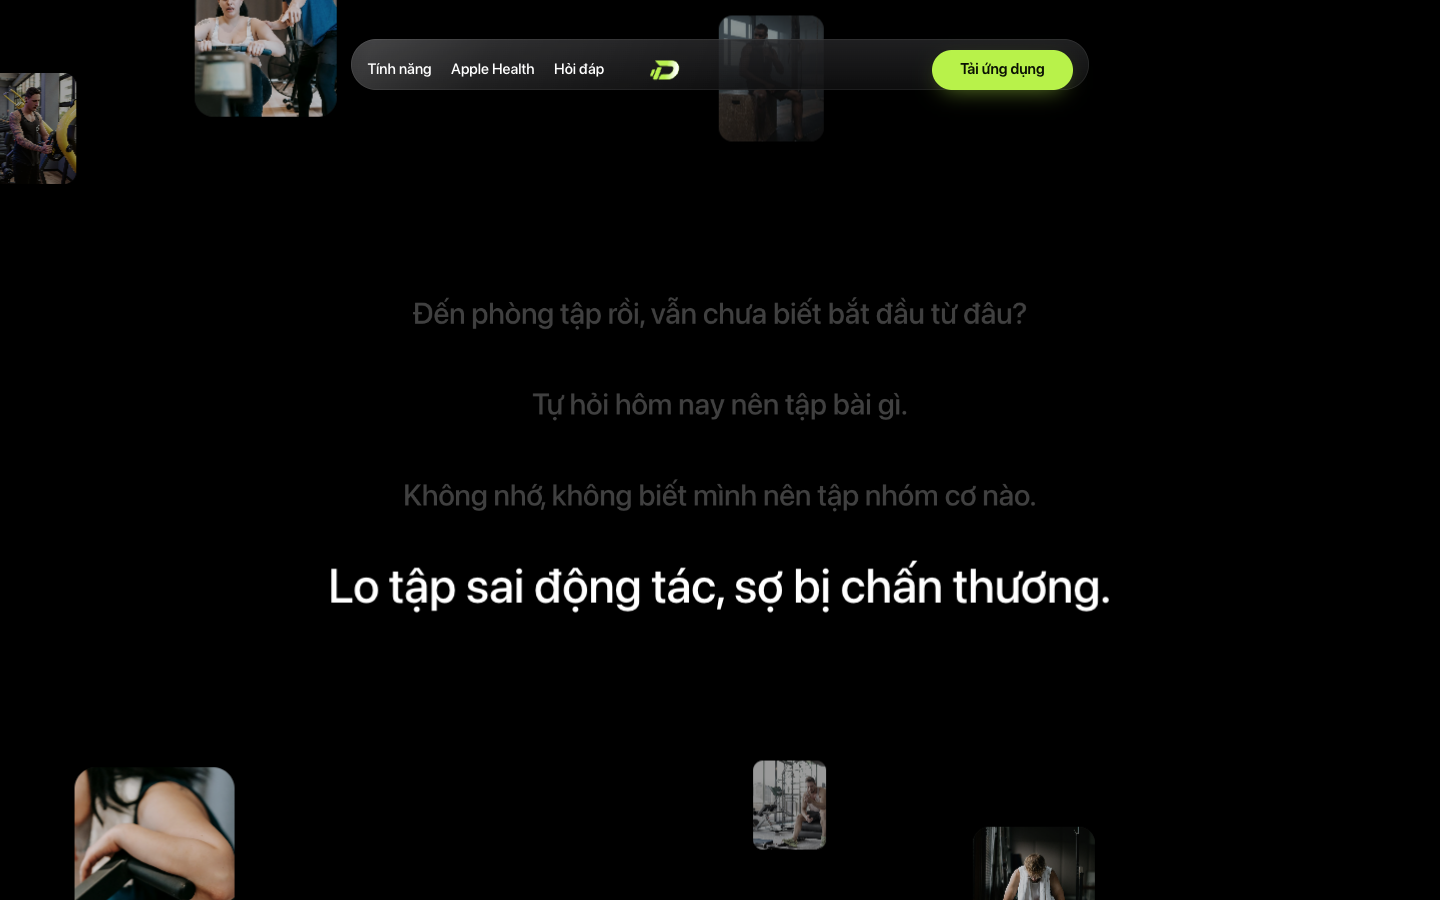 Tính năng
Apple Health
Hỏi đáp
Tải ứng dụng
Đến phòng tập rồi, vẫn chưa biết bắt đầu từ đâu?
Tự hỏi hôm nay nên tập bài gì.
Không nhớ, không biết mình nên tập nhóm cơ nào.
Lo tập sai động tác, sợ bị chấn thương.